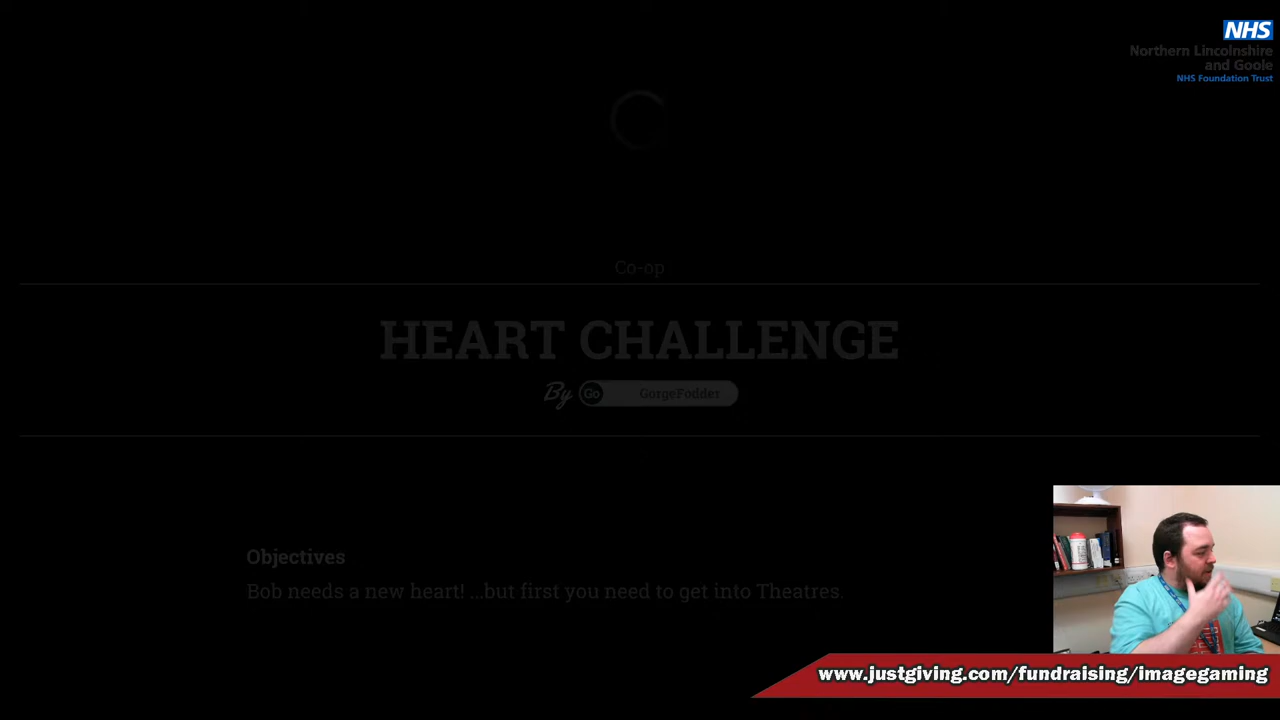 NHS
Northern Lincolnshire
and Goole
NHS Foundation Trust
Co-op
HEART CHALLENGE
By Go GorgeFodder
Objectives
Bob needs a new heart! ...but first you need to get into Theatres.
www.justgiving.com/fundraising/imagegaming